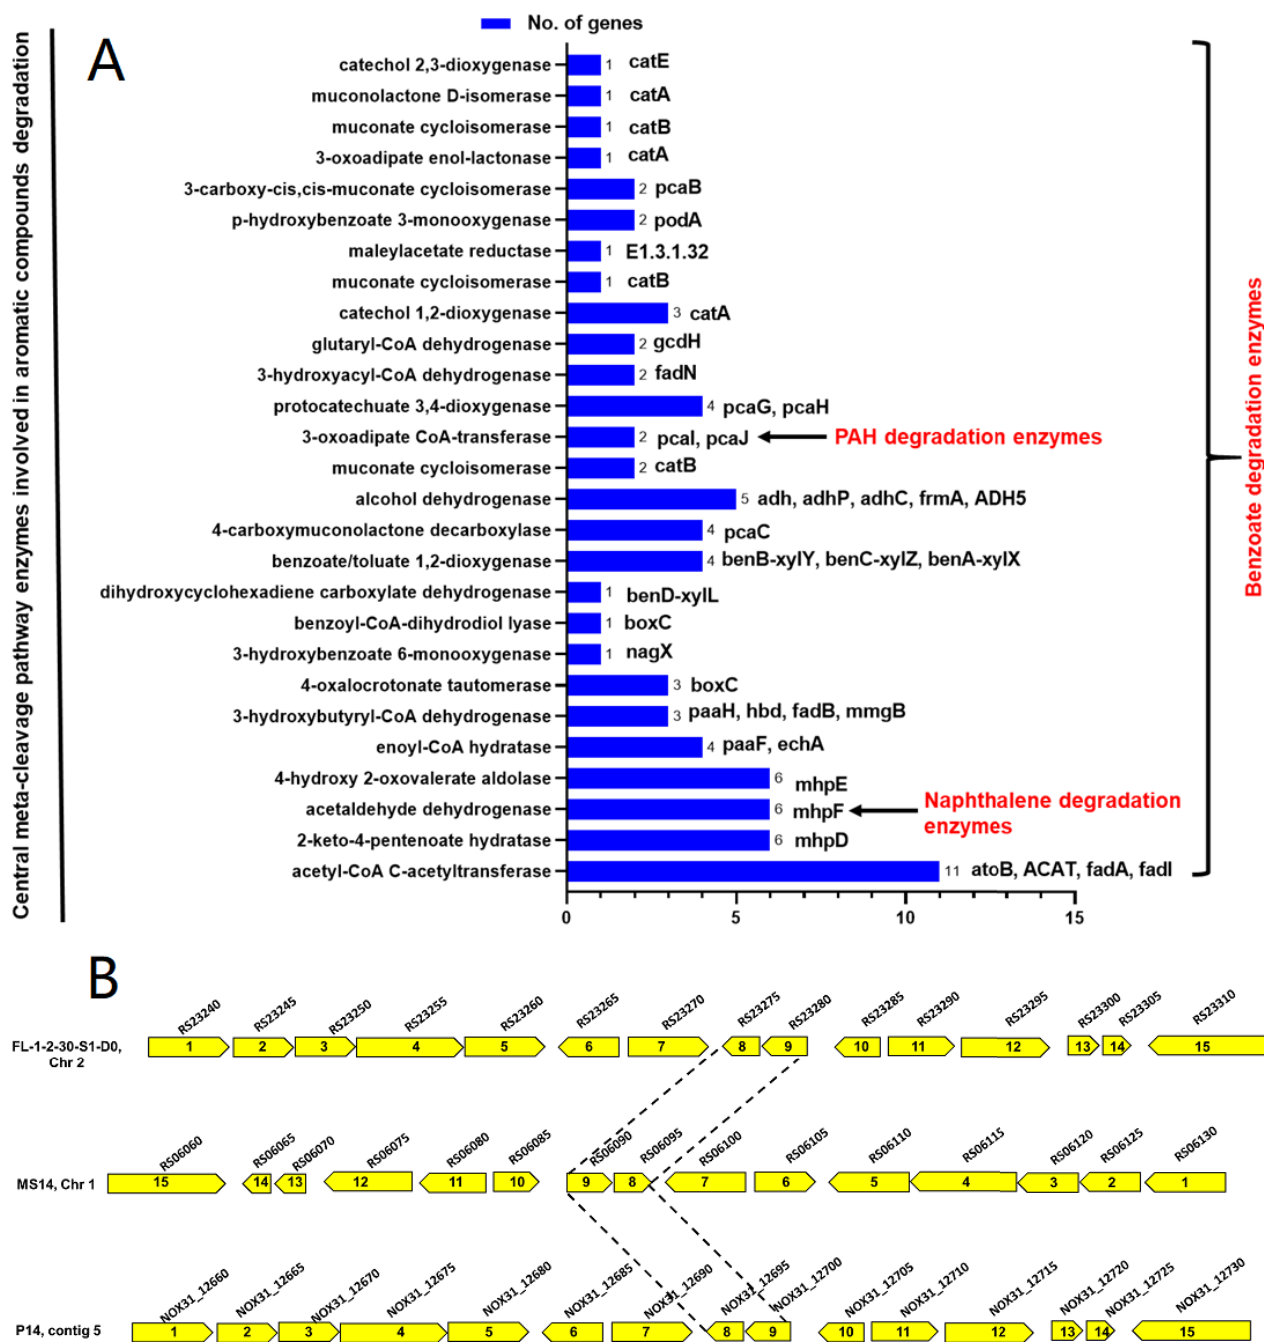 No. of genes
A
Central meta-cleavage pathway enzymes involved in aromatic compounds degradation
catechol 2,3-dioxygenase 1 catE
muconolactone D-isomerase 1 catA
muconate cycloisomerase 1 catB
3-oxoadipate enol-lactonase 1 catA
3-carboxy-cis,cis-muconate cycloisomerase 2 pcaB
p-hydroxybenzoate 3-monooxygenase 2 podA
maleylacetate reductase 1 E1.3.1.32
muconate cycloisomerase 1 catB
catechol 1,2-dioxygenase 3 catA
glutaryl-CoA dehydrogenase 2 gcdH
3-hydroxyacyl-CoA dehydrogenase 2 fadN
protocatechuate 3,4-dioxygenase 4 pcaG, pcaH
3-oxoadipate CoA-transferase 2 pcaI, pcaJ PAH degradation enzymes
muconate cycloisomerase 2 catB
alcohol dehydrogenase 5 adh, adhP, adhC, frmA, ADH5
4-carboxymuconolactone decarboxylase 4 pcaC
benzoate/toluate 1,2-dioxygenase 4 benB-xylY, benC-xylZ, benA-xylX
dihydroxycyclohexadiene carboxylate dehydrogenase 1 benD-xylL
benzoyl-CoA-dihydrodiol lyase 1 boxC
3-hydroxybenzoate 6-monooxygenase 1 nagX
4-oxalocrotonate tautomerase 3 boxC
3-hydroxybutyryl-CoA dehydrogenase 3 paaH, hbd, fadB, mmgB
enoyl-CoA hydratase 4 paaF, echA
4-hydroxy 2-oxovalerate aldolase 6 mhpE
acetaldehyde dehydrogenase 6 mhpF Naphthalene degradation
enzymes
2-keto-4-pentenoate hydratase 6 mhpD
acetyl-CoA C-acetyltransferase 11 atoB, ACAT, fadA, fadI
0 5 10 15
Benzoate degradation enzymes
B
RS23240 RS23245 RS23250 RS23255 RS23260 RS23265 RS23270 RS23275 RS23280 RS23285 RS23290 RS23295 RS23300 RS23305 RS23310
FL-1-2-30-S1-D0,
Chr 2
1 2 3 4 5 6 7 8 9 10 11 12 13 14 15
RS06060 RS06065 RS06070 RS06075 RS06080 RS06085 RS06090 RS06095 RS06100 RS06105 RS06110 RS06115 RS06120 RS06125 RS06130
MS14, Chr 1
15 14 13 12 11 10 9 8 7 6 5 4 3 2 1
NOX31_12660 NOX31_12665 NOX31_12670 NOX31_12675 NOX31_12680 NOX31_12685 NOX31_12690 NOX31_12695 NOX31_12700 NOX31_12705 NOX31_12710 NOX31_12715 NOX31_12720 NOX31_12725 NOX31_12730
P14, contig 5
1 2 3 4 5 6 7 8 9 10 11 12 13 14 15